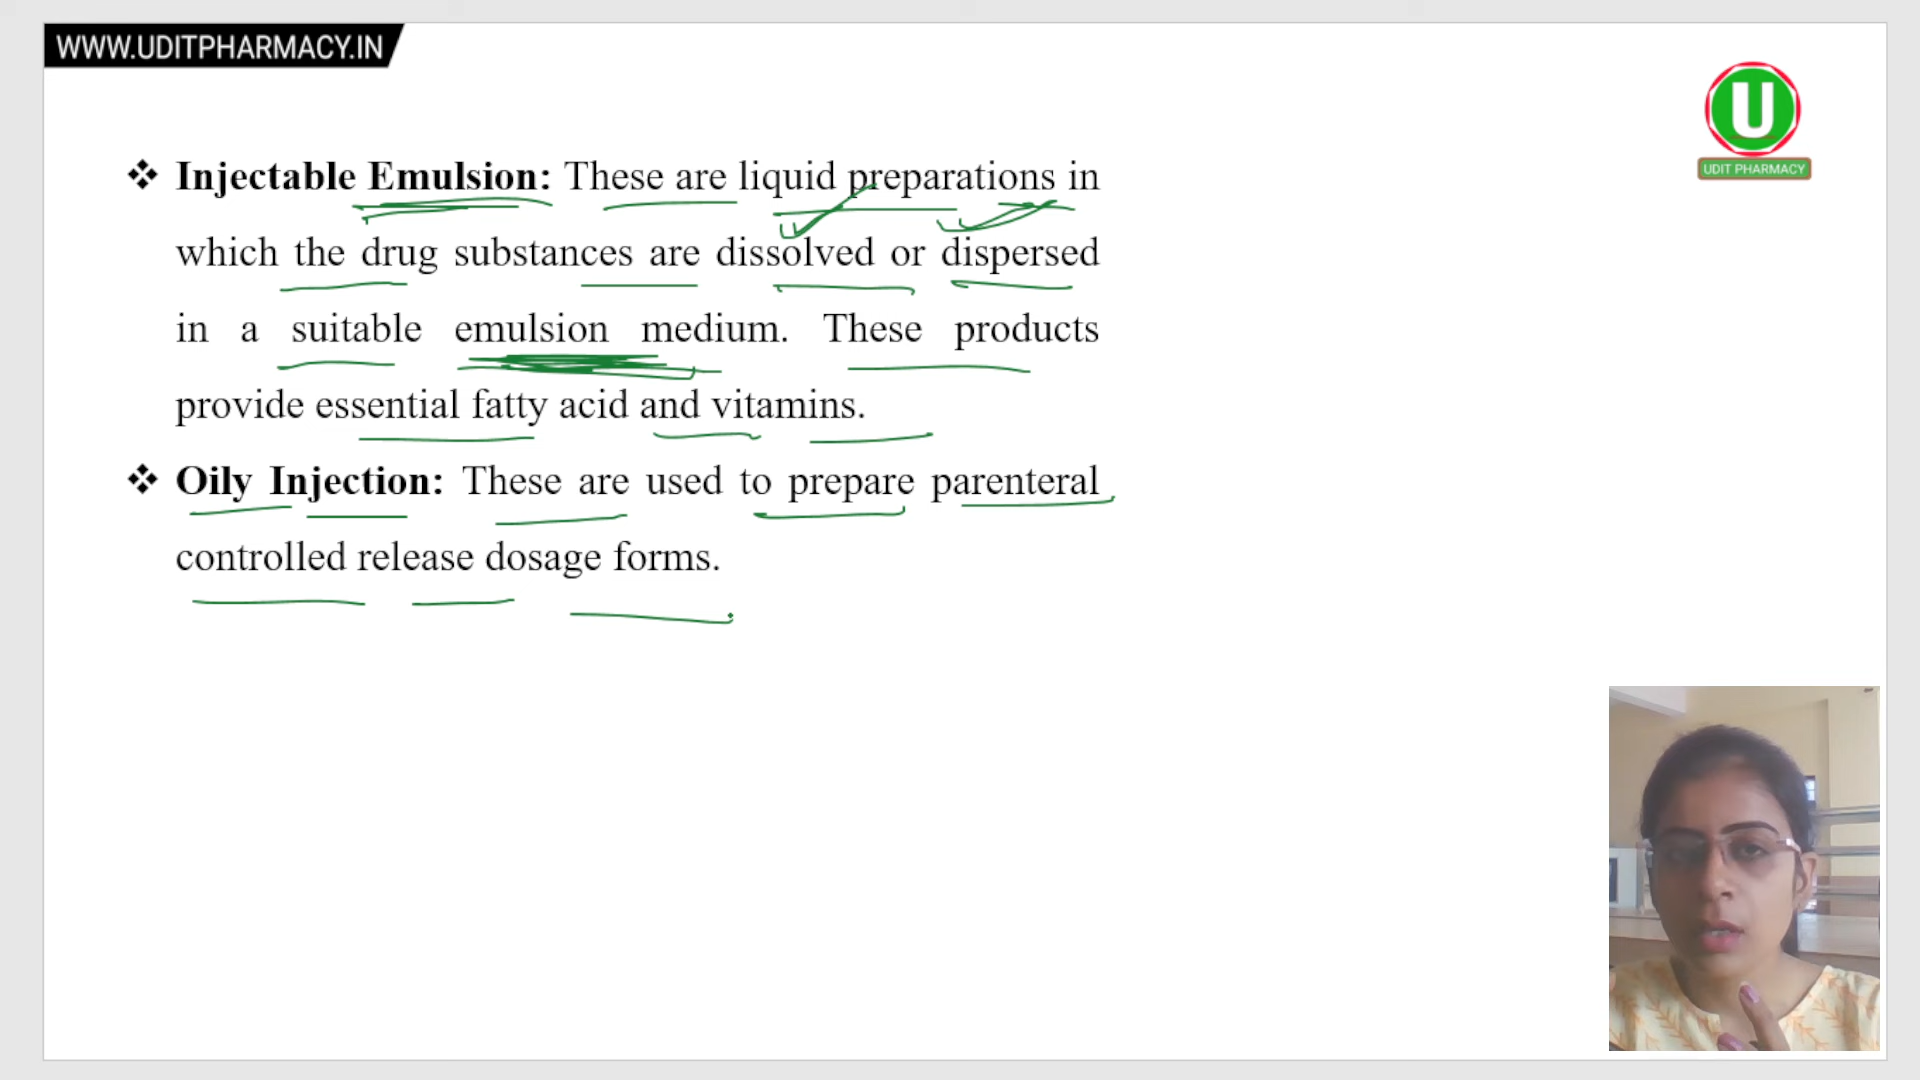 WWW.UDITPHARMACY.IN
U
UDIT PHARMACY
❖ Injectable Emulsion: These are liquid preparations in
which the drug substances are dissolved or dispersed
in a suitable emulsion medium. These products
provide essential fatty acid and vitamins.
❖ Oily Injection: These are used to prepare parenteral
controlled release dosage forms.